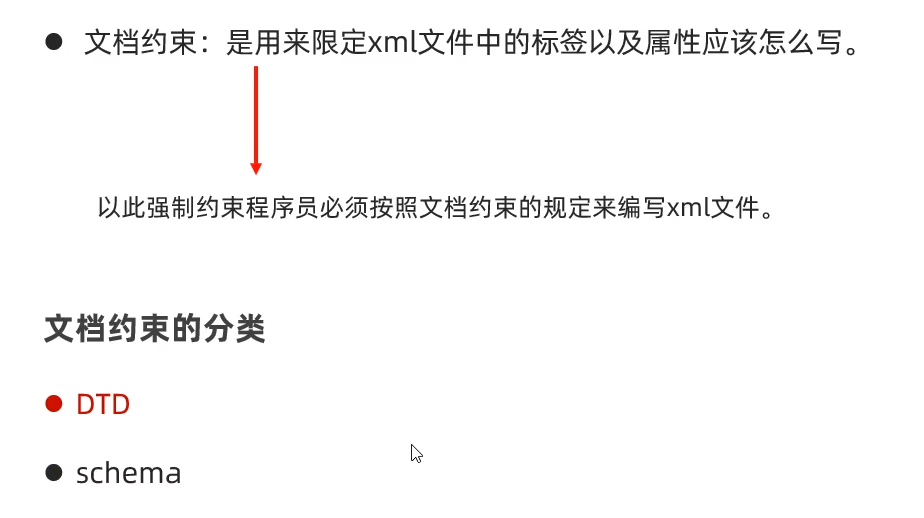 文档约束：是用来限定xml文件中的标签以及属性应该怎么写。
以此强制约束程序员必须按照文档约束的规定来编写xml文件。
文档约束的分类
DTD
schema